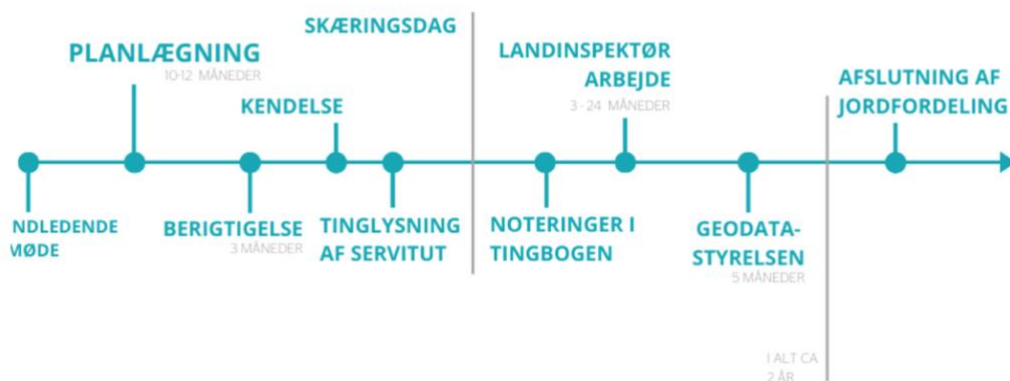 NDLEDENDE
MØDE
PLANLÆGNING
10-12 MÅNEDER
BERIGTIGELSE
3 MÅNEDER
KENDELSE
TINGLYSNING
AF SERVITUT
SKÆRINGSDAG
NOTERINGER I
TINGBOGEN
LANDINSPEKTØR
ARBEJDE
3 - 24 MÅNEDER
GEODATA-
STYRELSEN
5 MÅNEDER
I ALT CA
2 ÅR
AFSLUTNING AF
JORDFORDELING